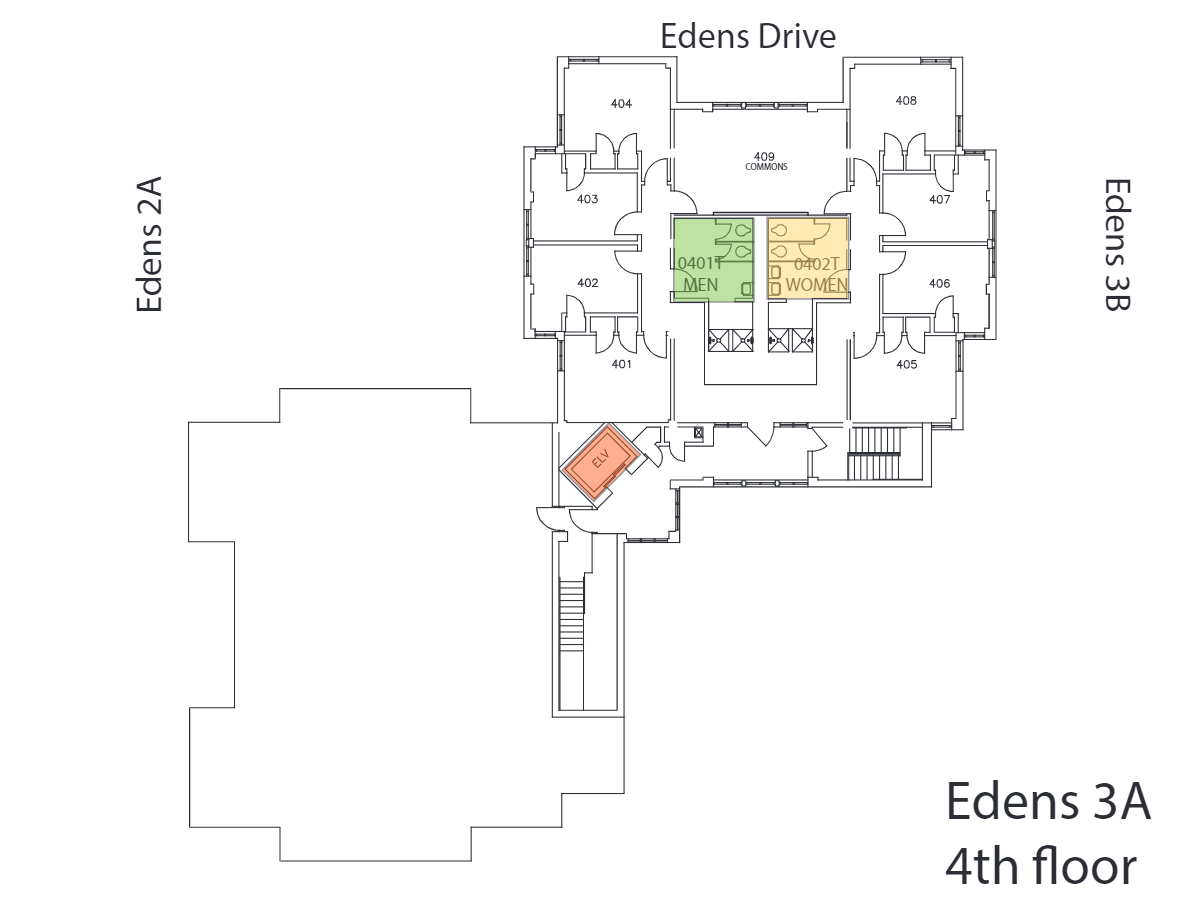 Edens Drive
404
408
409
COMMONS
Edens 2A
Edens 3B
403
407
0401T
MEN
0402T
WOMEN
402
406
401
405
ELV
Edens 3A
4th floor